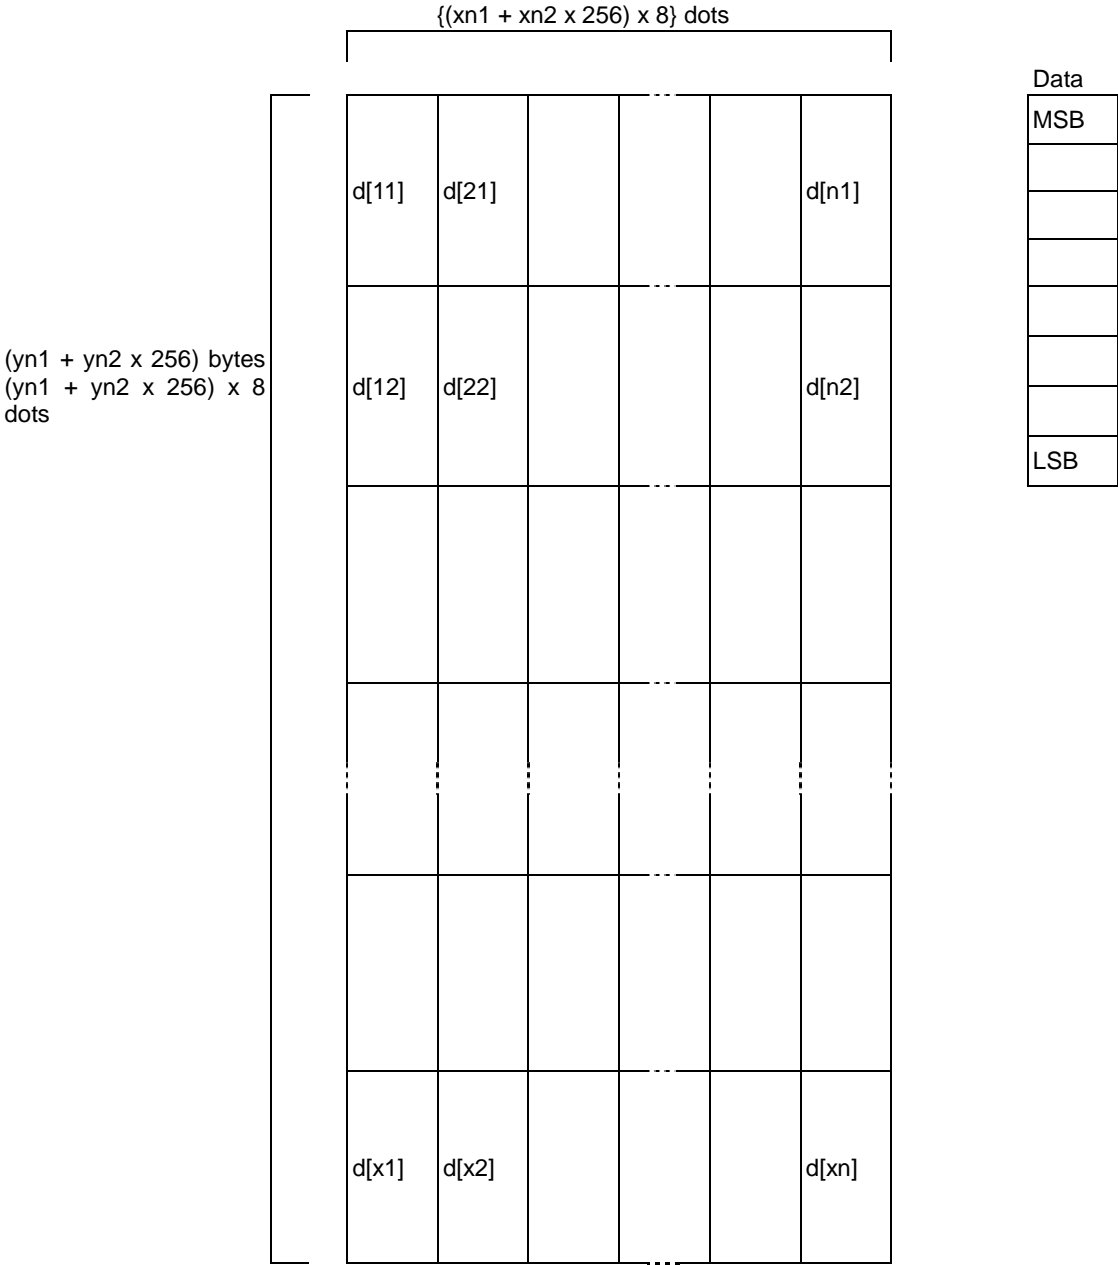 {(xn1 + xn2 x 256) x 8} dots
Data
MSB
d[11] d[21] d[n1]
(yn1 + yn2 x 256) bytes
(yn1 + yn2 x 256) x 8
dots
d[12] d[22] d[n2]
LSB
d[x1] d[x2] d[xn]